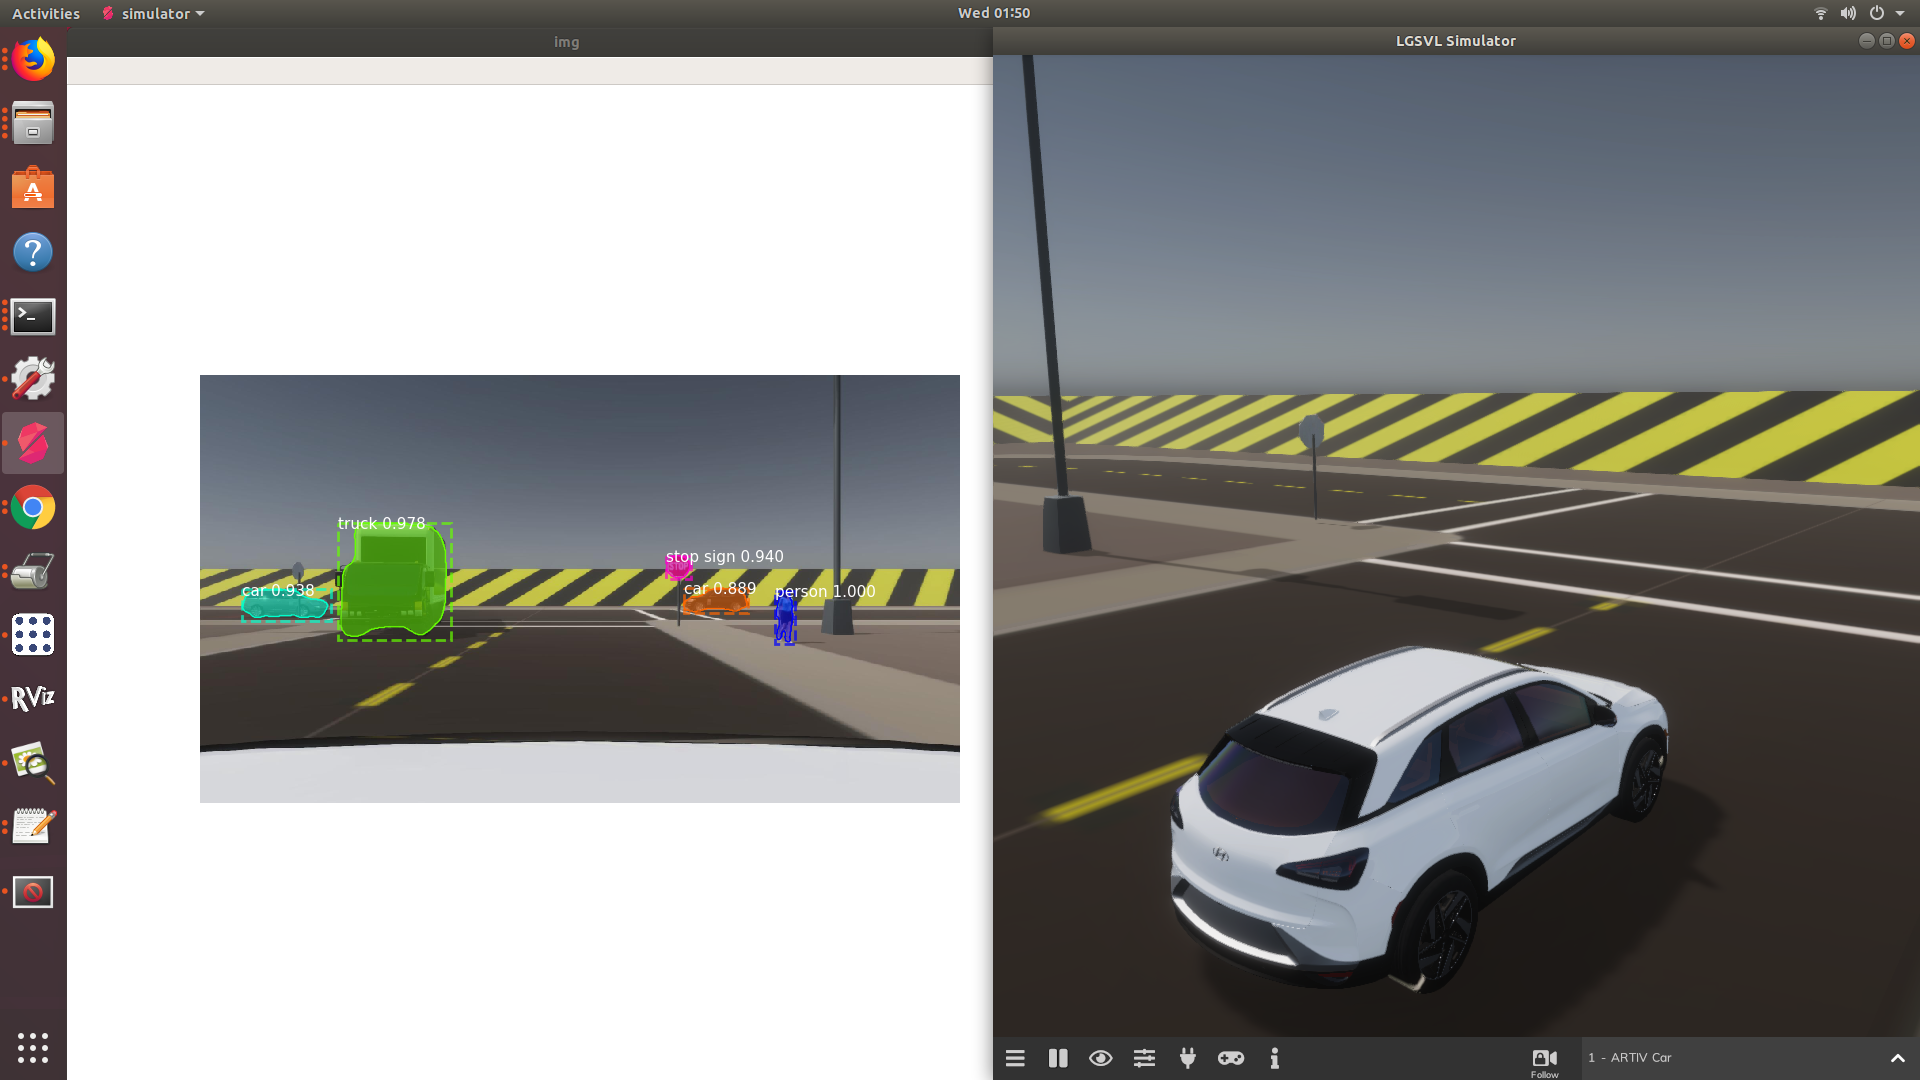 Activities
simulator
Wed 01:50
img
LGSVL Simulator
truck 0.978
stop sign 0.940
STOP
car 0.938
car 0.889
person 1.000
RViz
Follow
1 - ARTIV Car